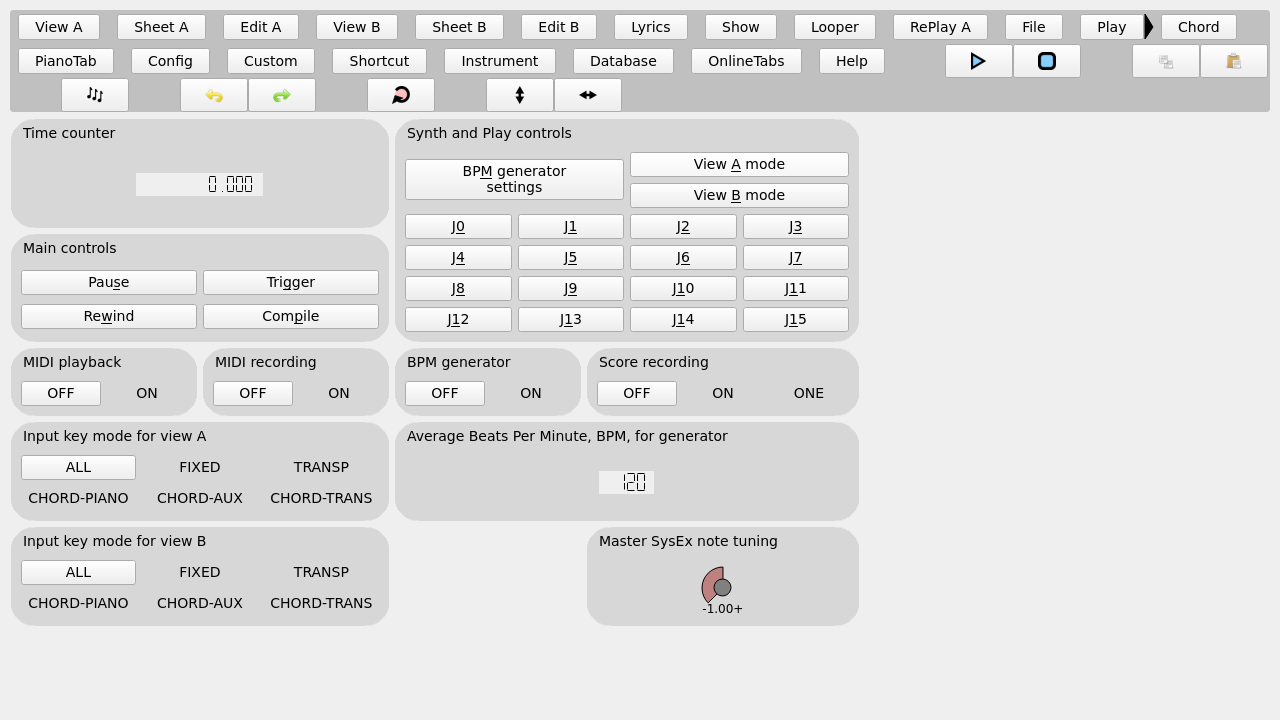 View A Sheet A Edit A View B Sheet B Edit B Lyrics Show Looper RePlay A File Play Chord
PianoTab Config Custom Shortcut Instrument Database OnlineTabs Help
Time counter
0.000
Synth and Play controls
BPM generator
settings
View A mode
View B mode
J0 J1 J2 J3
J4 J5 J6 J7
J8 J9 J10 J11
J12 J13 J14 J15
Main controls
Pause Trigger
Rewind Compile
MIDI playback
OFF ON
MIDI recording
OFF ON
BPM generator
OFF ON
Score recording
OFF ON ONE
Input key mode for view A
ALL FIXED TRANSP
CHORD-PIANO CHORD-AUX CHORD-TRANS
Average Beats Per Minute, BPM, for generator
120
Input key mode for view B
ALL FIXED TRANSP
CHORD-PIANO CHORD-AUX CHORD-TRANS
Master SysEx note tuning
-1.00+